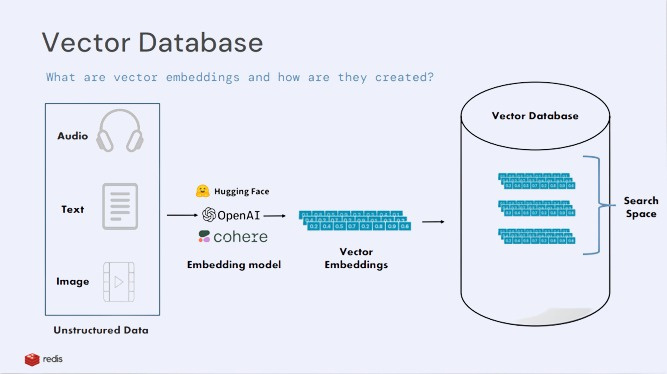 Vector Database
What are vector embeddings and how are they created?
Audio
Text
Image
Unstructured Data
Hugging Face
OpenAI
cohere
Embedding model
0.2 0.4 0.5 0.7 0.2 0.8 0.9 0.6
Vector
Embeddings
Vector Database
Search
Space
redis